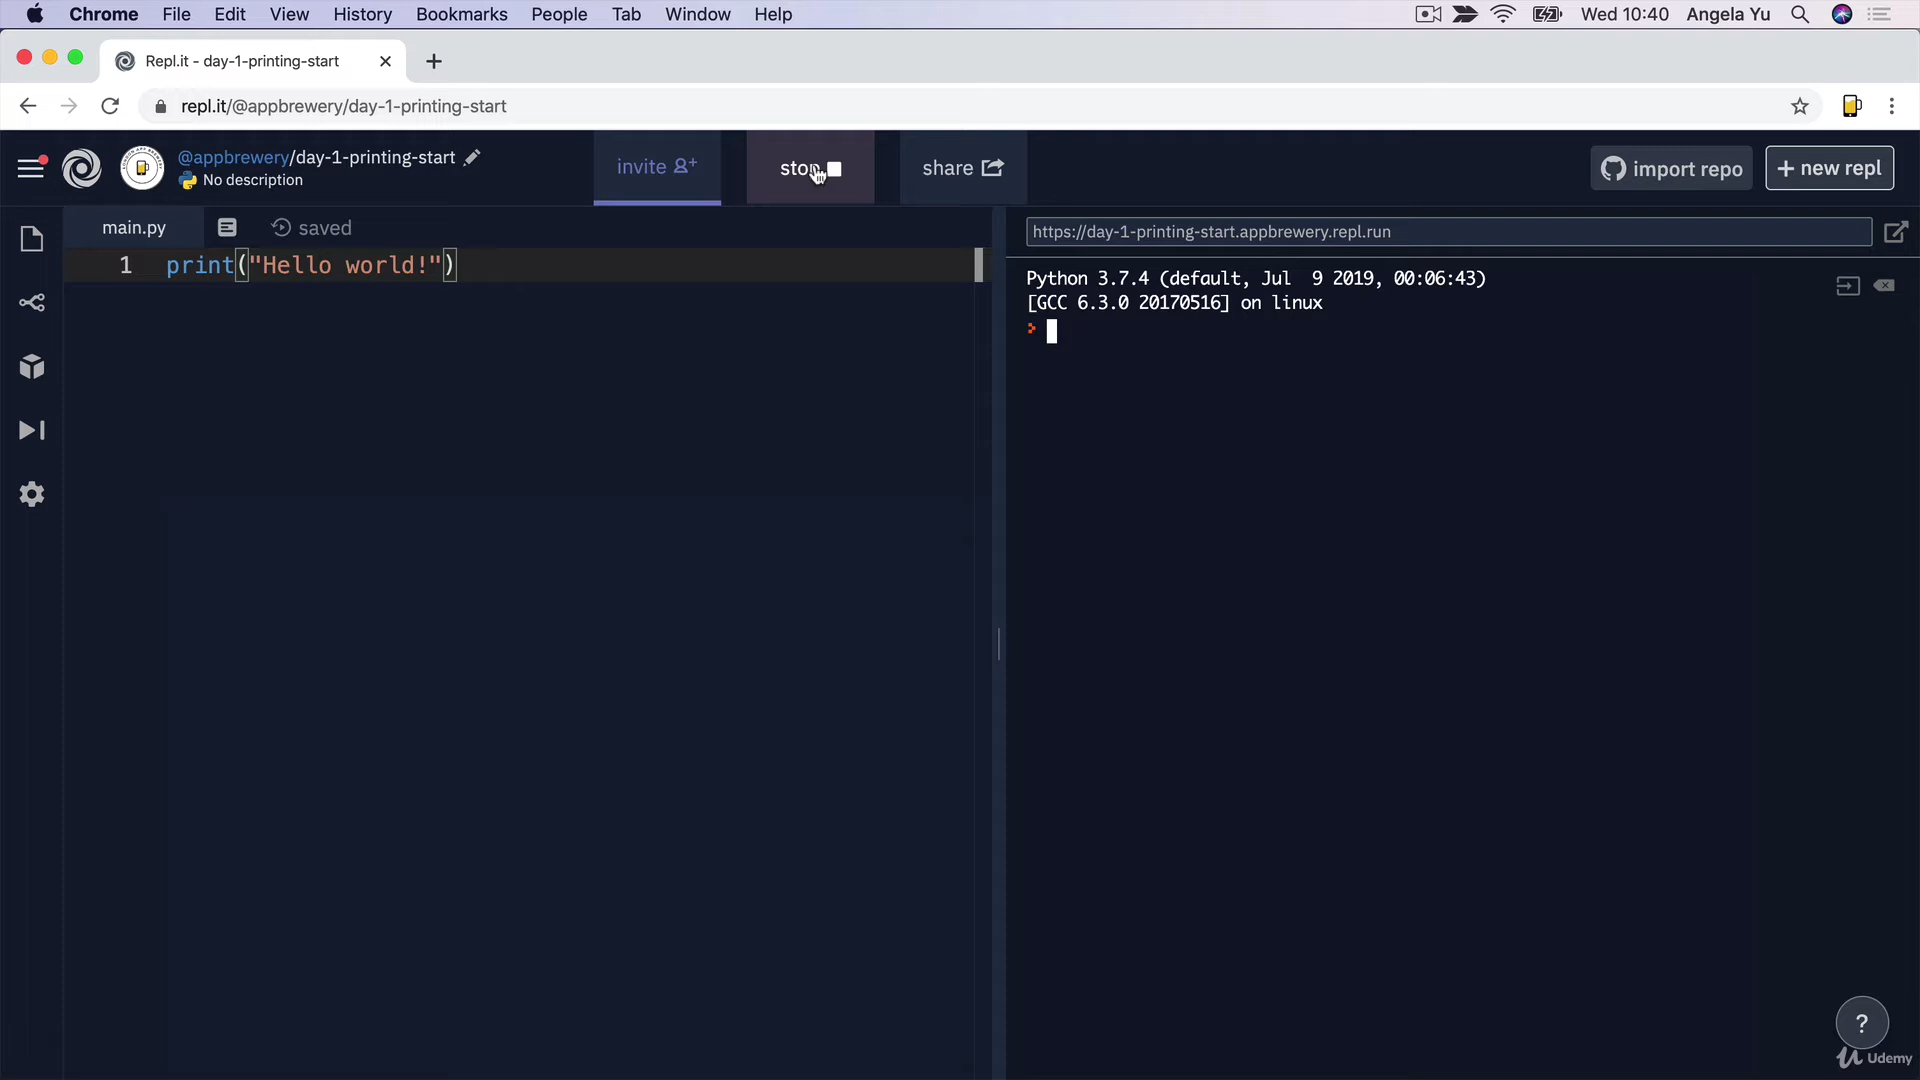 Chrome File Edit View History Bookmarks People Tab Window Help Wed 10:40 Angela Yu
Repl.it - day-1-printing-start
repl.it/@appbrewery/day-1-printing-start
@appbrewery/day-1-printing-start
No description
invite
stop
share
import repo
+ new repl
main.py
saved
1 print("Hello world!")
https://day-1-printing-start.appbrewery.repl.run
Python 3.7.4 (default, Jul  9 2019, 00:06:43)
[GCC 6.3.0 20170516] on linux
>
?
Udemy